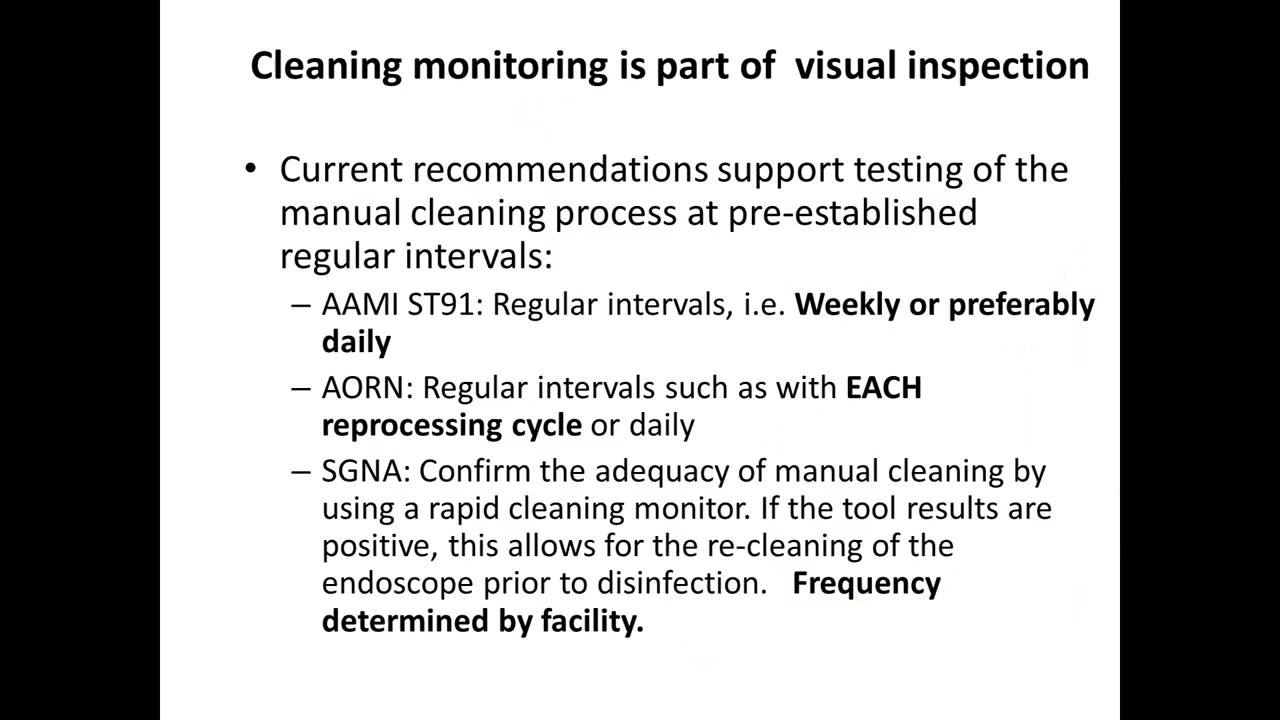 Cleaning monitoring is part of  visual inspection
• Current recommendations support testing of the
manual cleaning process at pre-established
regular intervals:
– AAMI ST91: Regular intervals, i.e. Weekly or preferably
daily
– AORN: Regular intervals such as with EACH
reprocessing cycle or daily
– SGNA: Confirm the adequacy of manual cleaning by
using a rapid cleaning monitor. If the tool results are
positive, this allows for the re-cleaning of the
endoscope prior to disinfection.   Frequency
determined by facility.